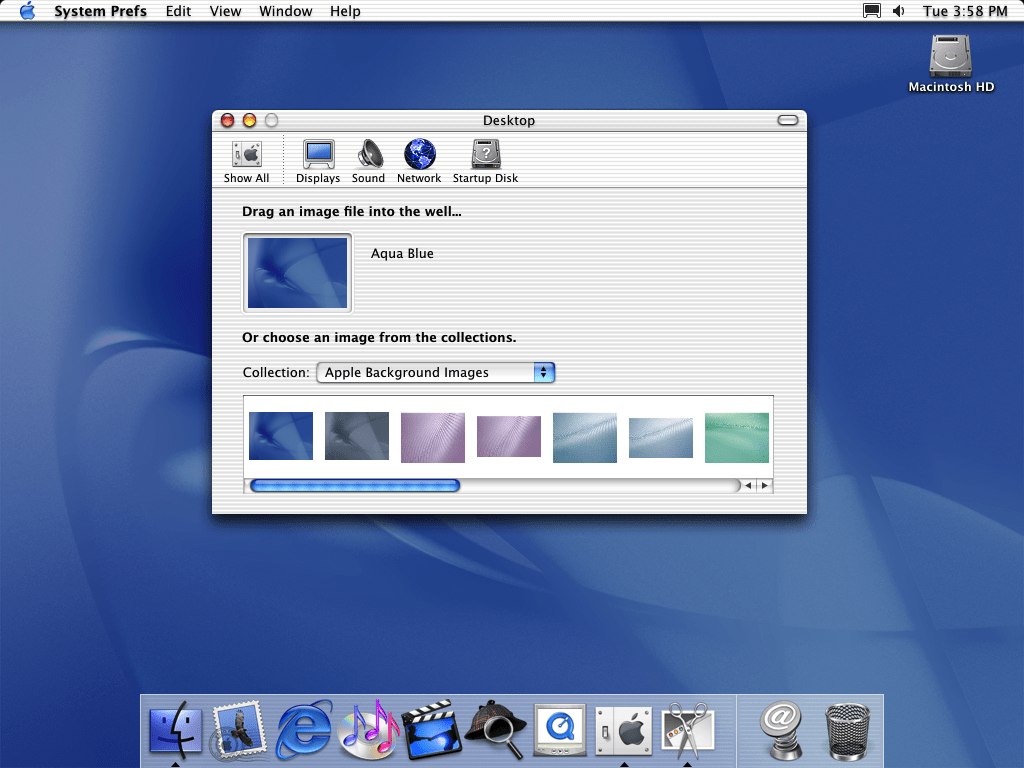 System Prefs Edit View Window Help Tue 3:58 PM
Macintosh HD
Desktop
Show All Displays Sound Network Startup Disk
Drag an image file into the well...
Aqua Blue
Or choose an image from the collections.
Collection: Apple Background Images